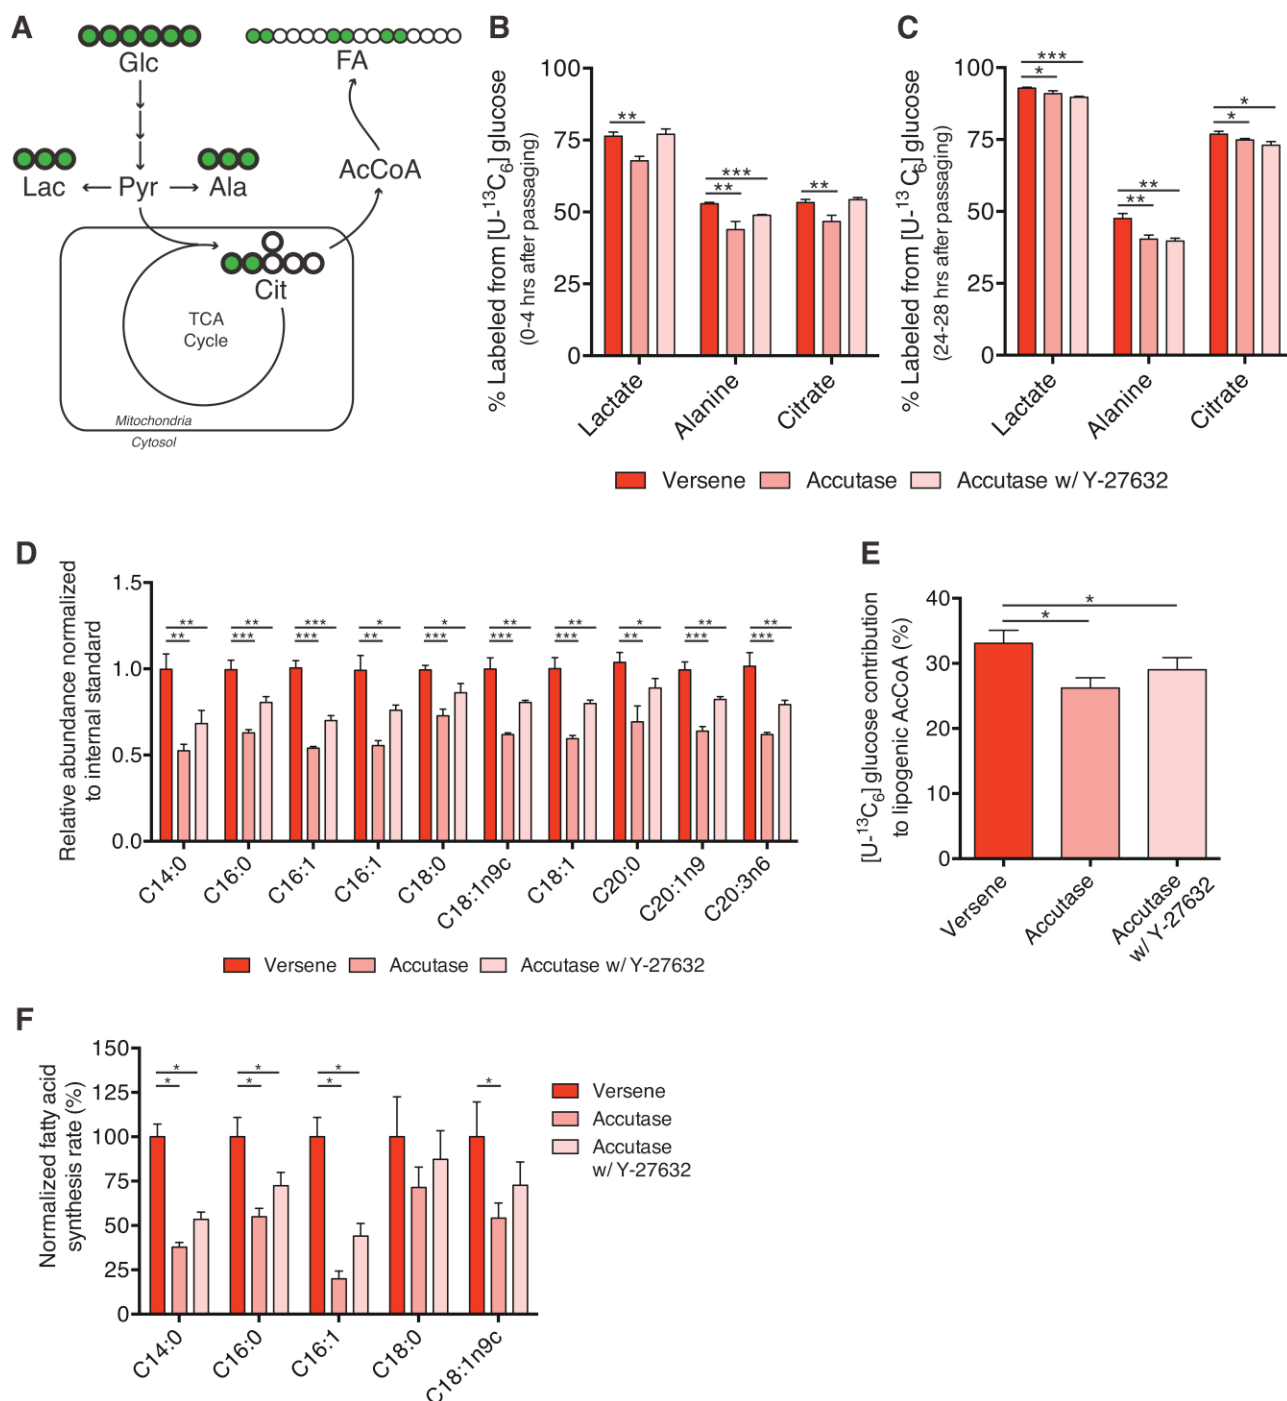 A
Glc
FA
Lac
Pyr
Ala
AcCoA
Cit
TCA
Cycle
Mitochondria
Cytosol
B
% Labeled from [U-¹³C₆] glucose
(0-4 hrs after passaging)
100
75
50
25
0
**
***
**
**
Lactate
Alanine
Citrate
C
% Labeled from [U-¹³C₆] glucose
(24-28 hrs after passaging)
100
75
50
25
0
***
*
**
**
*
*
Lactate
Alanine
Citrate
Versene
Accutase
Accutase w/ Y-27632
D
Relative abundance normalized
to internal standard
1.5
1.0
0.5
0.0
** ** *** * * ** ** * ** **
** *** *** ** *** *** *** ** *** ***
C14:0
C16:0
C16:1
C16:1
C18:0
C18:1n9c
C18:1
C20:0
C20:1n9
C20:3n6
Versene
Accutase
Accutase w/ Y-27632
E
[U-¹³C₆] glucose contribution
to lipogenic AcCoA (%)
40
30
20
10
0
*
*
Versene
Accutase
Accutase
w/ Y-27632
F
Normalized fatty acid
synthesis rate (%)
150
125
100
75
50
25
0
* * *
* * * *
C14:0
C16:0
C16:1
C18:0
C18:1n9c
Versene
Accutase
Accutase
w/ Y-27632